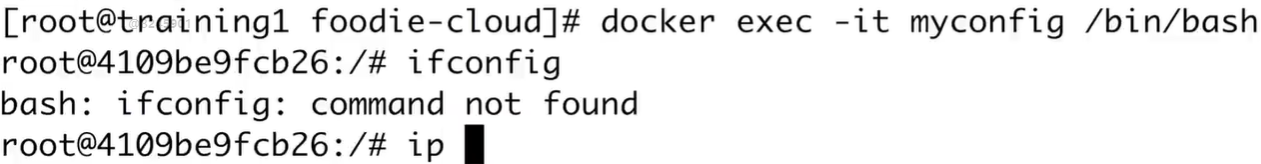 [root@training1 foodie-cloud]# docker exec -it myconfig /bin/bash
root@4109be9fcb26:/# ifconfig
bash: ifconfig: command not found
root@4109be9fcb26:/# ip